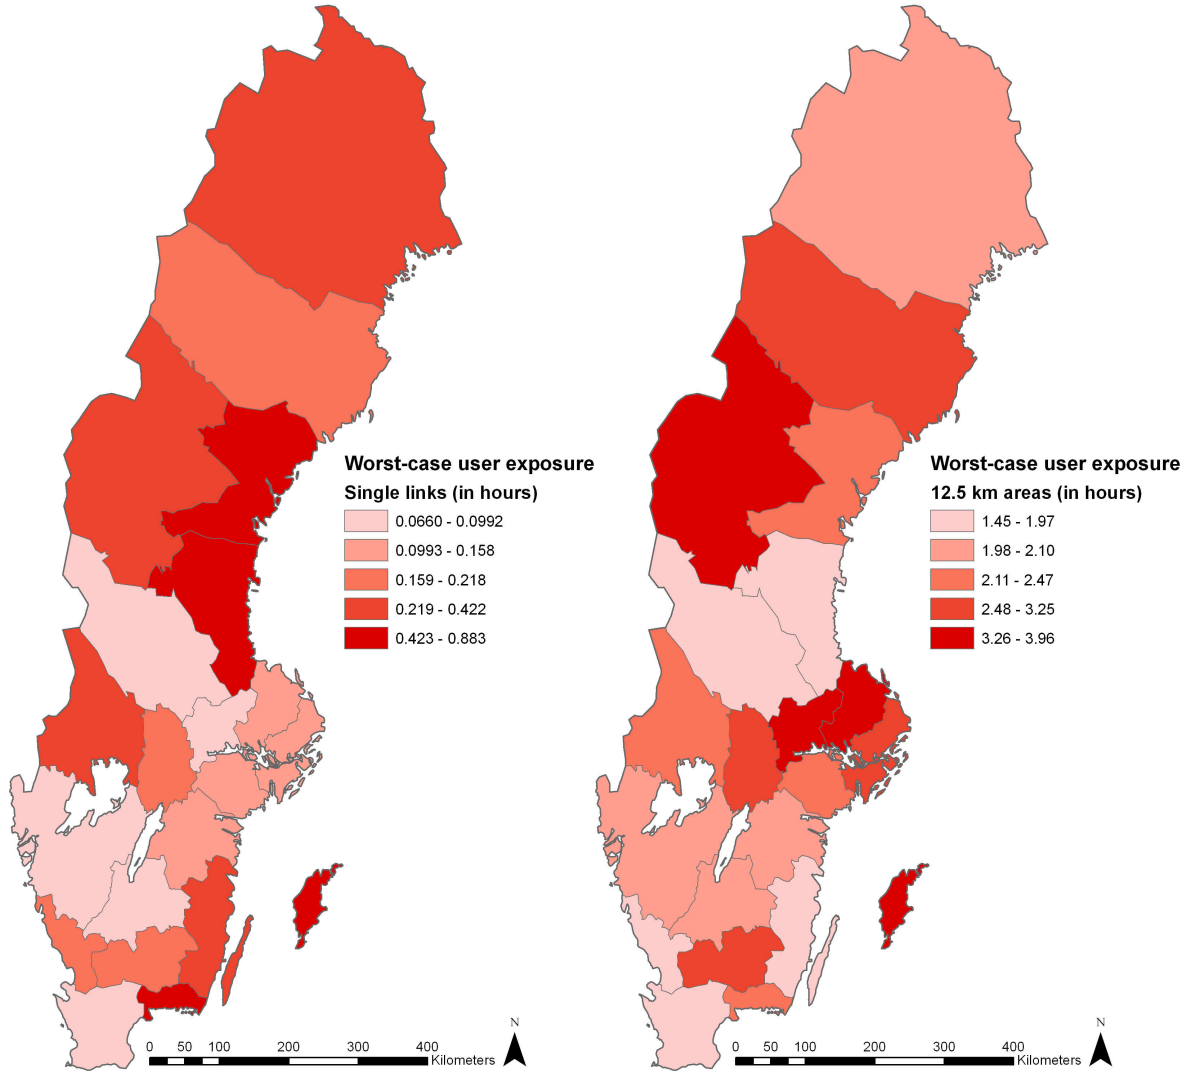 Worst-case user exposure
Single links (in hours)
0.0660 - 0.0992
0.0993 - 0.158
0.159 - 0.218
0.219 - 0.422
0.423 - 0.883
N
0 50 100 200 300 400
Kilometers
Worst-case user exposure
12.5 km areas (in hours)
1.45 - 1.97
1.98 - 2.10
2.11 - 2.47
2.48 - 3.25
3.26 - 3.96
N
0 50 100 200 300 400
Kilometers